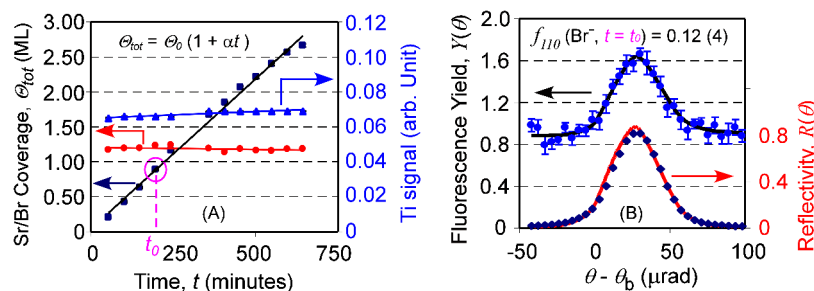 Θtot = Θ0 (1 + αt)
Sr/Br Coverage, Θtot (ML)
3.00
2.50
2.00
1.50
1.00
0.50
0
0
250
500
750
t0
Time, t (minutes)
(A)
0.12
0.10
0.08
0.06
0.04
0.02
0.00
Ti signal (arb. Unit)
f110 (Br-, t = t0) = 0.12 (4)
Fluorescence Yield, Y(θ)
2.0
1.6
1.2
0.8
0.4
0
-50
0
50
100
θ - θb (μrad)
(B)
0.8
0.4
0
Reflectivity, R(θ)